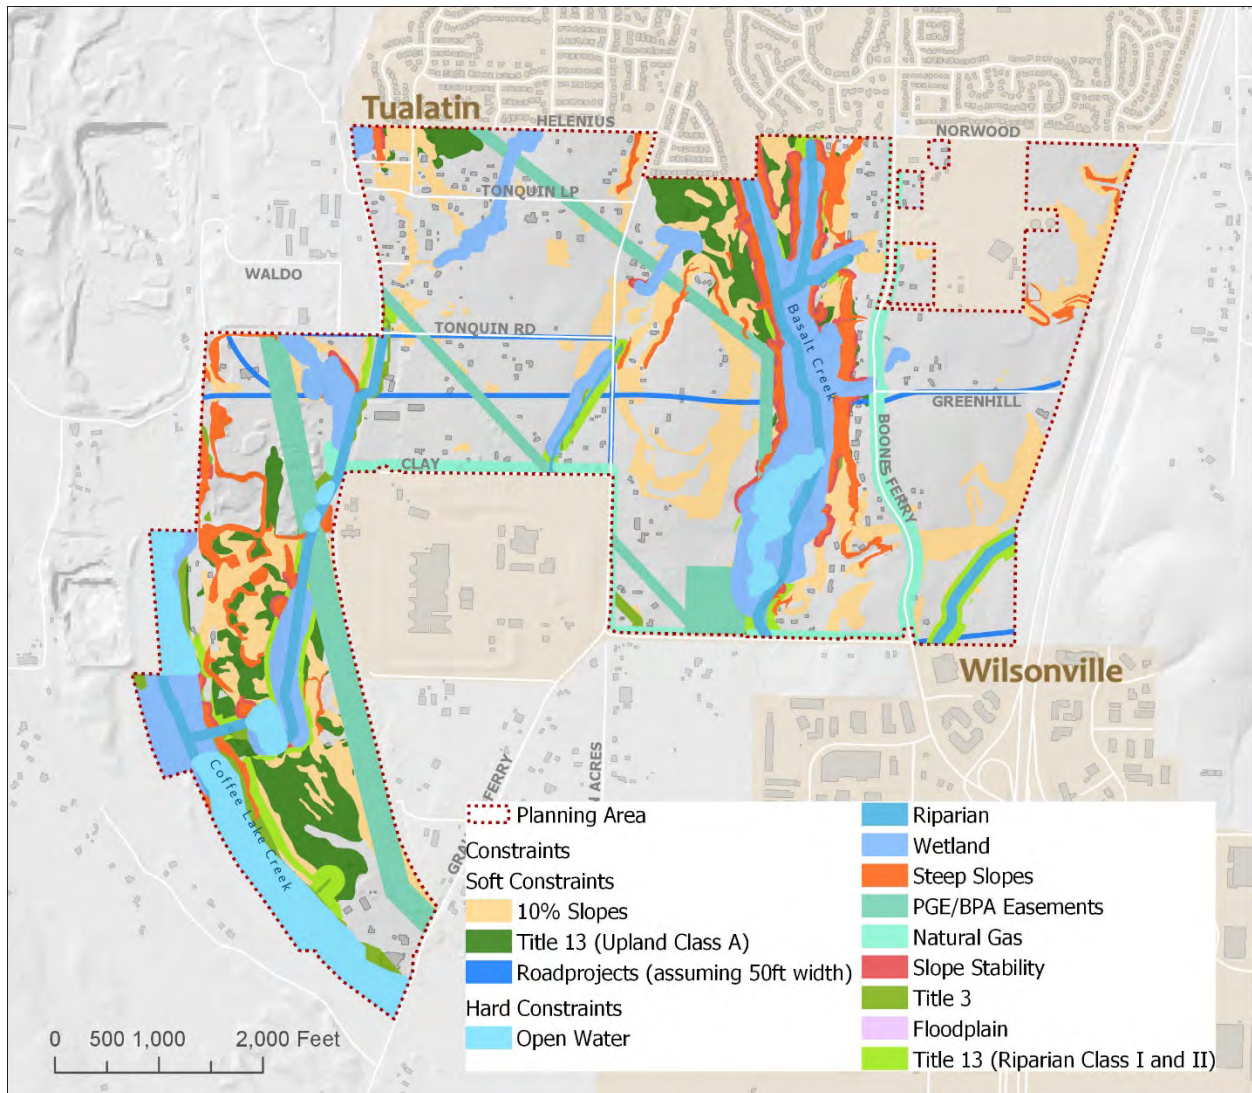 Tualatin
HELENIUS
NORWOOD
TONQUIN LP
WALDO
TONQUIN RD
Basalt Creek
GREENHILL
CLAY
BOONES FERRY
Wilsonville
Coffee Lake Creek
FERRY
ACRES
Planning Area
Constraints
Soft Constraints
10% Slopes
Title 13 (Upland Class A)
Roadprojects (assuming 50ft width)
Hard Constraints
Open Water
Riparian
Wetland
Steep Slopes
PGE/BPA Easements
Natural Gas
Slope Stability
Title 3
Floodplain
Title 13 (Riparian Class I and II)
0 500 1,000 2,000 Feet